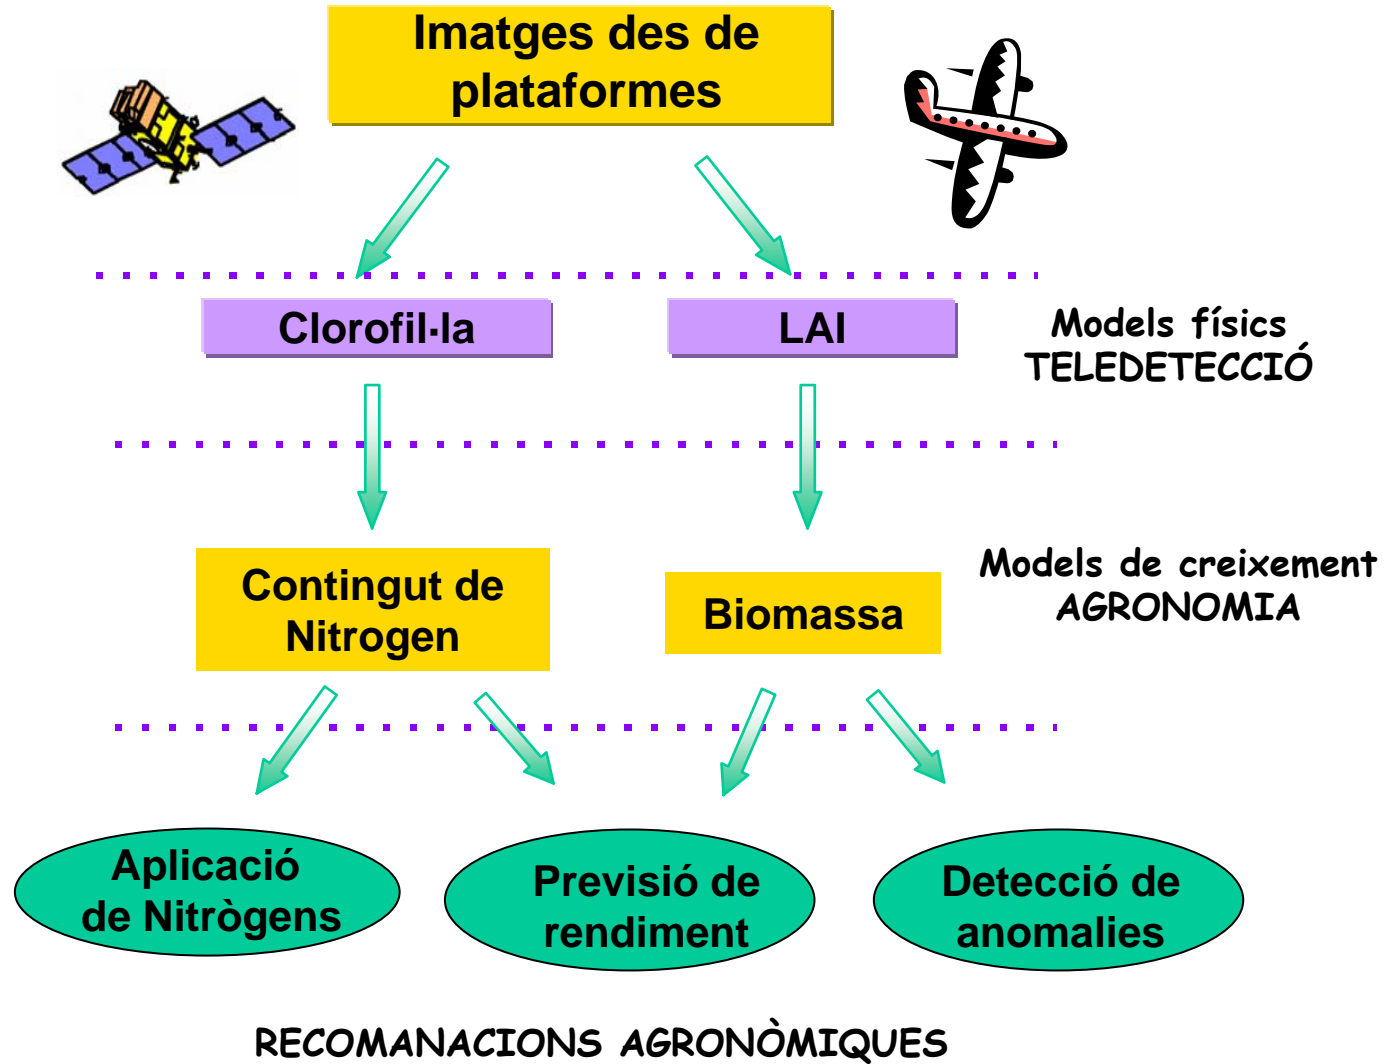 Imatges des de
plataformes
Clorofil·la
LAI
Models físics
TELEDETECCIÓ
Contingut de
Nitrogen
Biomassa
Models de creixement
AGRONOMIA
Aplicació
de Nitrògens
Previsió de
rendiment
Detecció de
anomalies
RECOMANACIONS AGRONÒMIQUES